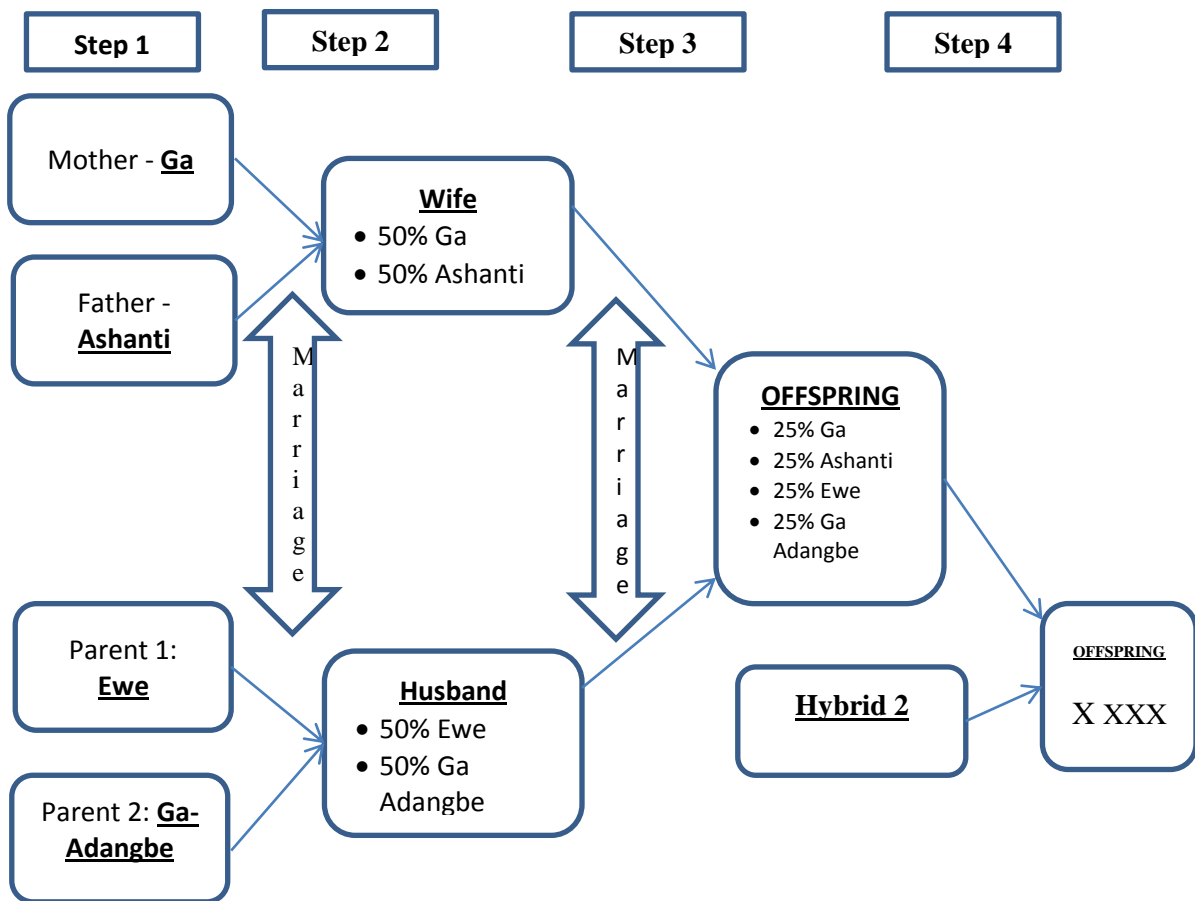 Step 1
Step 2
Step 3
Step 4
Mother - Ga
Father -
Ashanti
Wife
• 50% Ga
• 50% Ashanti
Marriage
Marriage
OFFSPRING
• 25% Ga
• 25% Ashanti
• 25% Ewe
• 25% Ga
Adangbe
Parent 1:
Ewe
Parent 2: Ga-
Adangbe
Husband
• 50% Ewe
• 50% Ga
Adangbe
Hybrid 2
OFFSPRING
X XXX